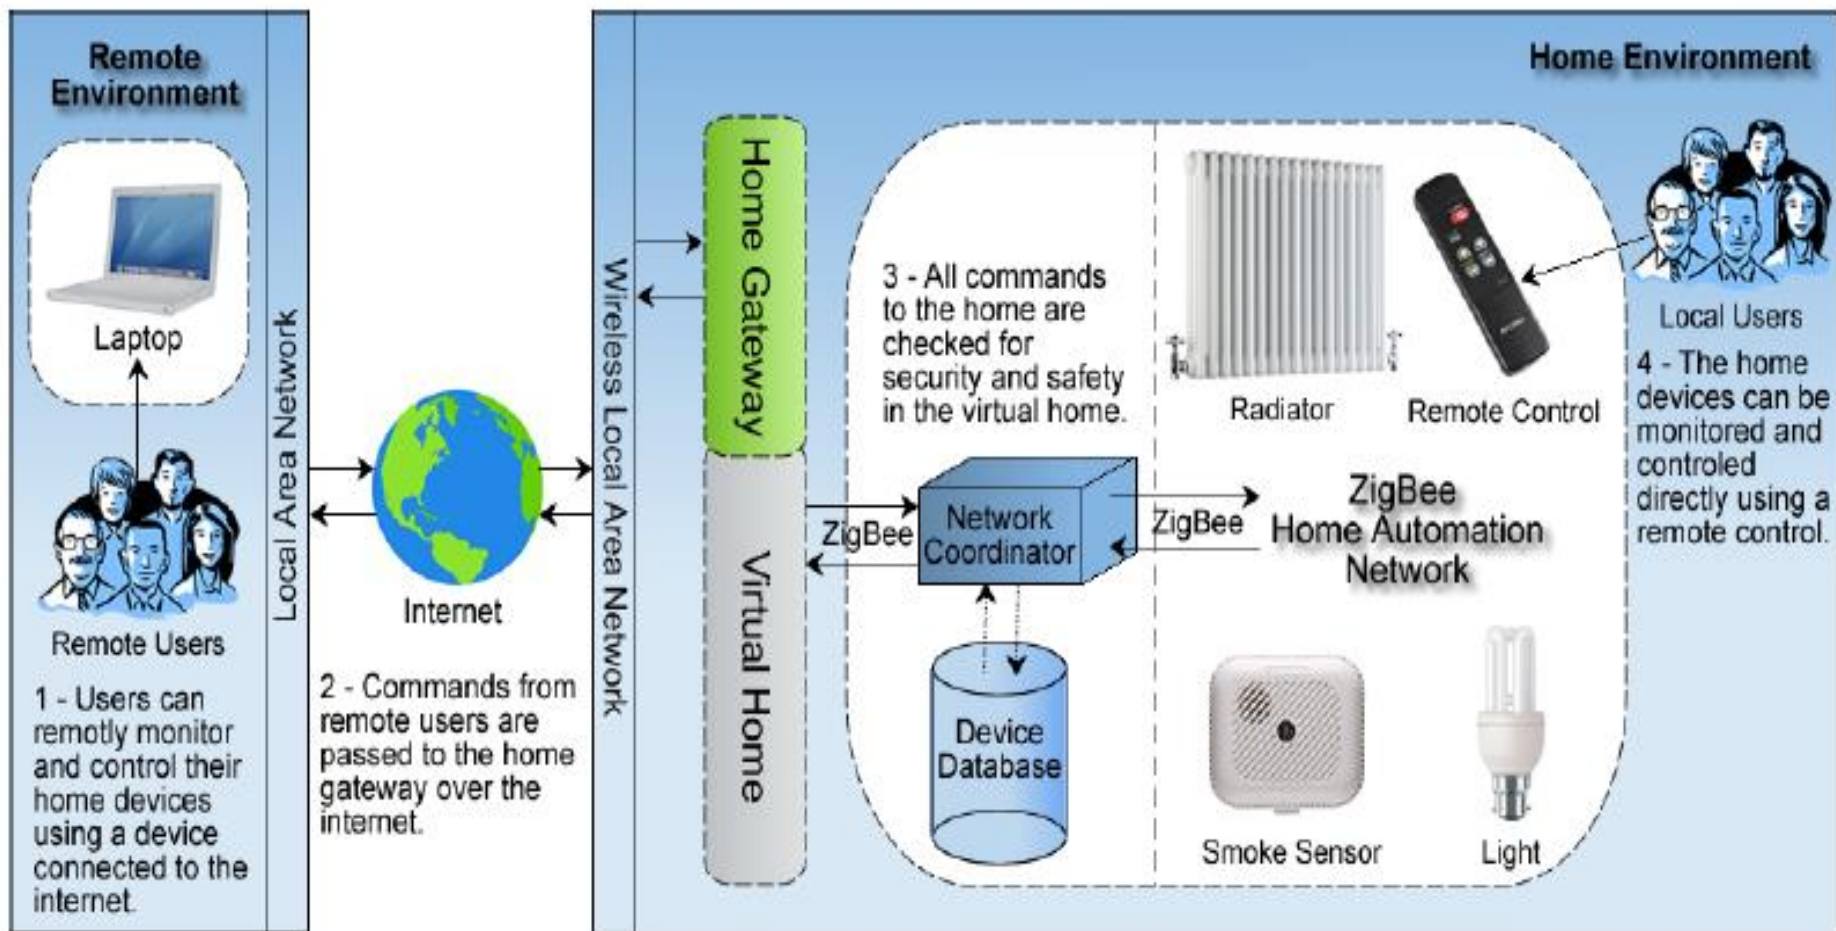 Remote
Environment
Laptop
Remote Users
1 - Users can
remotly monitor
and control their
home devices
using a device
connected to the
internet.
Local Area Network
Internet
2 - Commands from
remote users are
passed to the home
gateway over the
internet.
Wireless Local Area Network
Home Environment
Home Gateway
Virtual Home
3 - All commands
to the home are
checked for
security and safety
in the virtual home.
ZigBee
Network
Coordinator
ZigBee
Device
Database
Radiator
Remote Control
ZigBee
Home Automation
Network
Smoke Sensor
Light
Local Users
4 - The home
devices can be
monitored and
controled
directly using a
remote control.